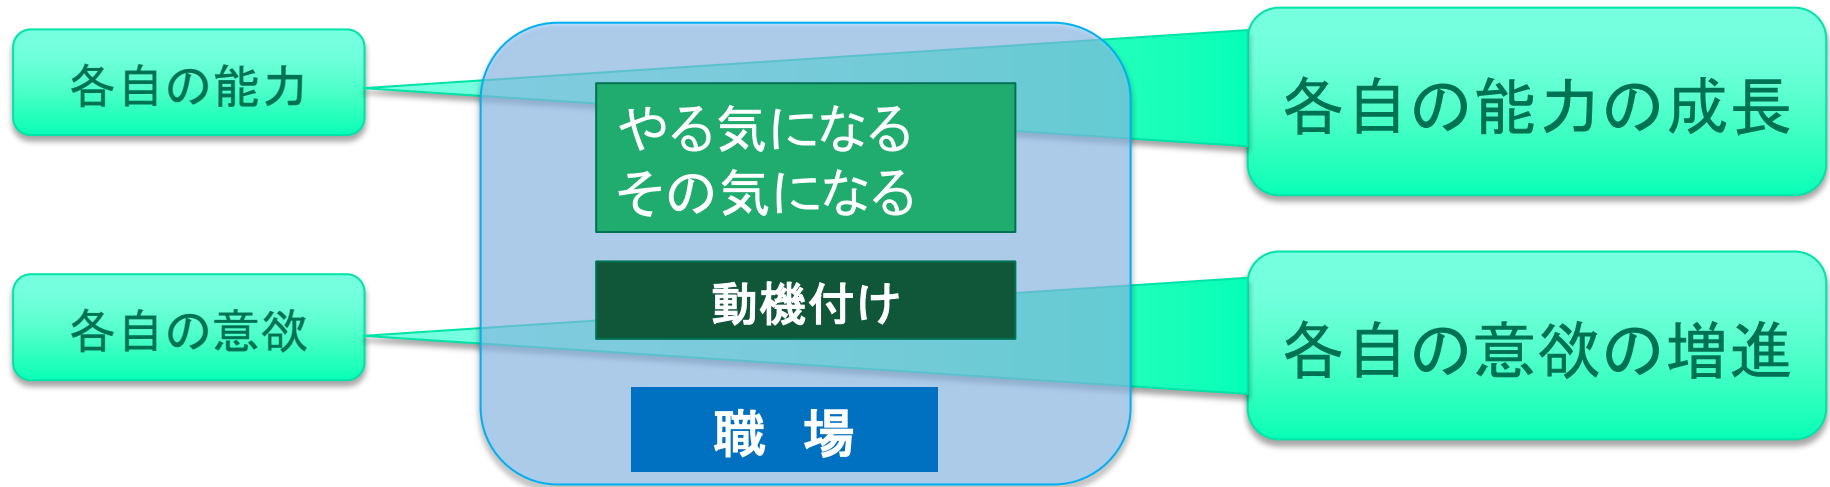 各自の能力
やる気になる
その気になる
各自の能力の成長
各自の意欲
動機付け
各自の意欲の増進
職　場